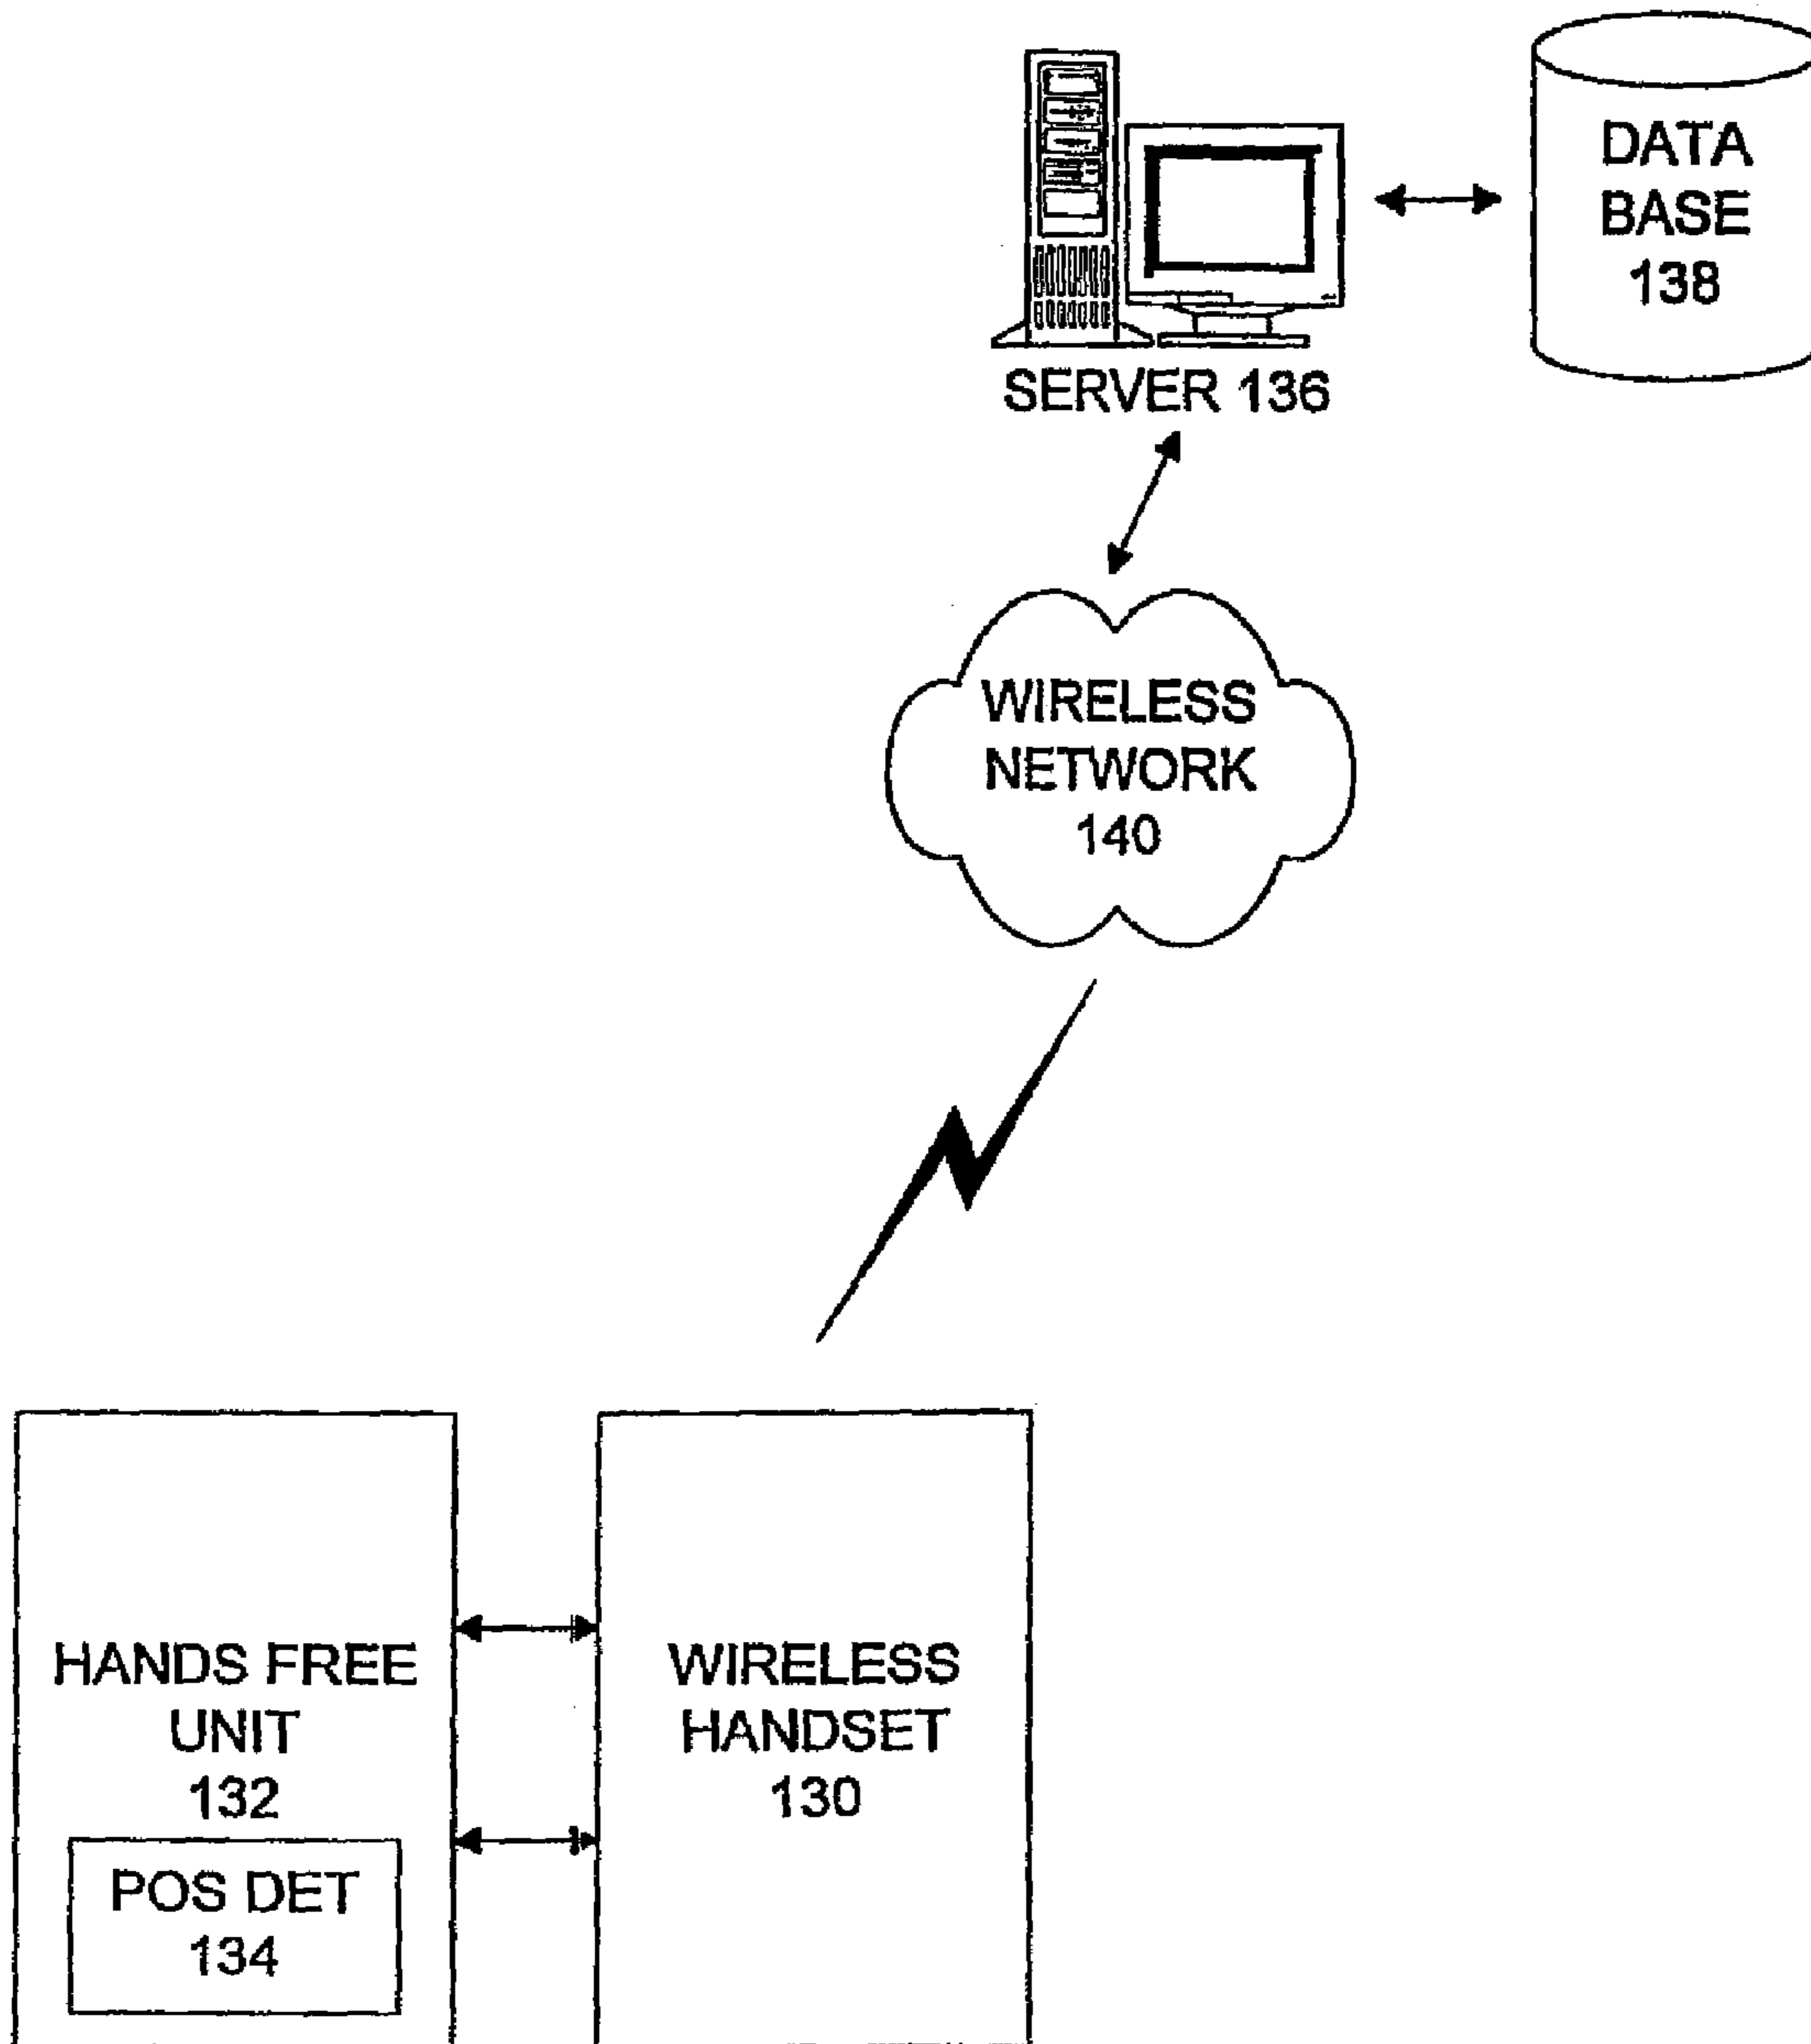 DATA
BASE
138
SERVER 136
WIRELESS
NETWORK
140
HANDS FREE
UNIT
132
POS DET
134
WIRELESS
HANDSET
130